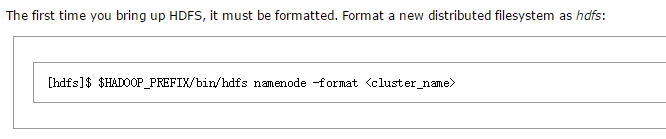 The first time you bring up HDFS, it must be formatted. Format a new distributed filesystem as hdfs:
[hdfs]$ $HADOOP_PREFIX/bin/hdfs namenode -format <cluster_name>